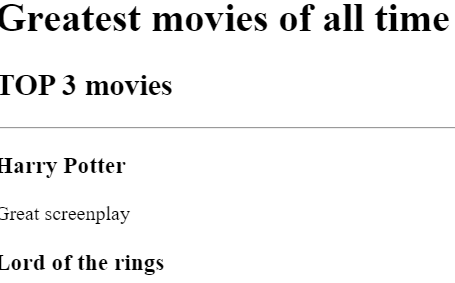 Greatest movies of all time
TOP 3 movies
Harry Potter
Great screenplay
Lord of the rings